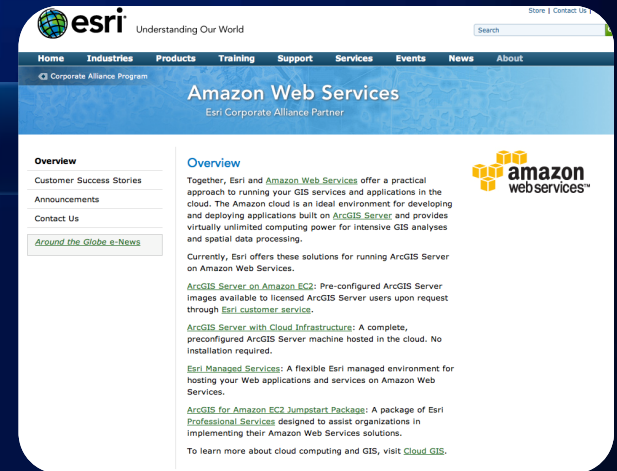 Store | Contact Us |
esri
Understanding Our World
Search
Home Industries Products Training Support Services Events News About
Corporate Alliance Program
Amazon Web Services
Esri Corporate Alliance Partner
Overview
Customer Success Stories
Announcements
Contact Us
Around the Globe e-News
Overview
Together, Esri and Amazon Web Services offer a practical
approach to running your GIS services and applications in the
cloud. The Amazon cloud is an ideal environment for developing
and deploying applications built on ArcGIS Server and provides
virtually unlimited computing power for intensive GIS analyses
and spatial data processing.
Currently, Esri offers these solutions for running ArcGIS Server
on Amazon Web Services.
ArcGIS Server on Amazon EC2: Pre-configured ArcGIS Server
images available to licensed ArcGIS Server users upon request
through Esri customer service.
ArcGIS Server with Cloud Infrastructure: A complete,
preconfigured ArcGIS Server machine hosted in the cloud. No
installation required.
Esri Managed Services: A flexible Esri managed environment for
hosting your Web applications and services on Amazon Web
Services.
ArcGIS for Amazon EC2 Jumpstart Package: A package of Esri
Professional Services designed to assist organizations in
implementing their Amazon Web Services solutions.
To learn more about cloud computing and GIS, visit Cloud GIS.
amazon
webservices™